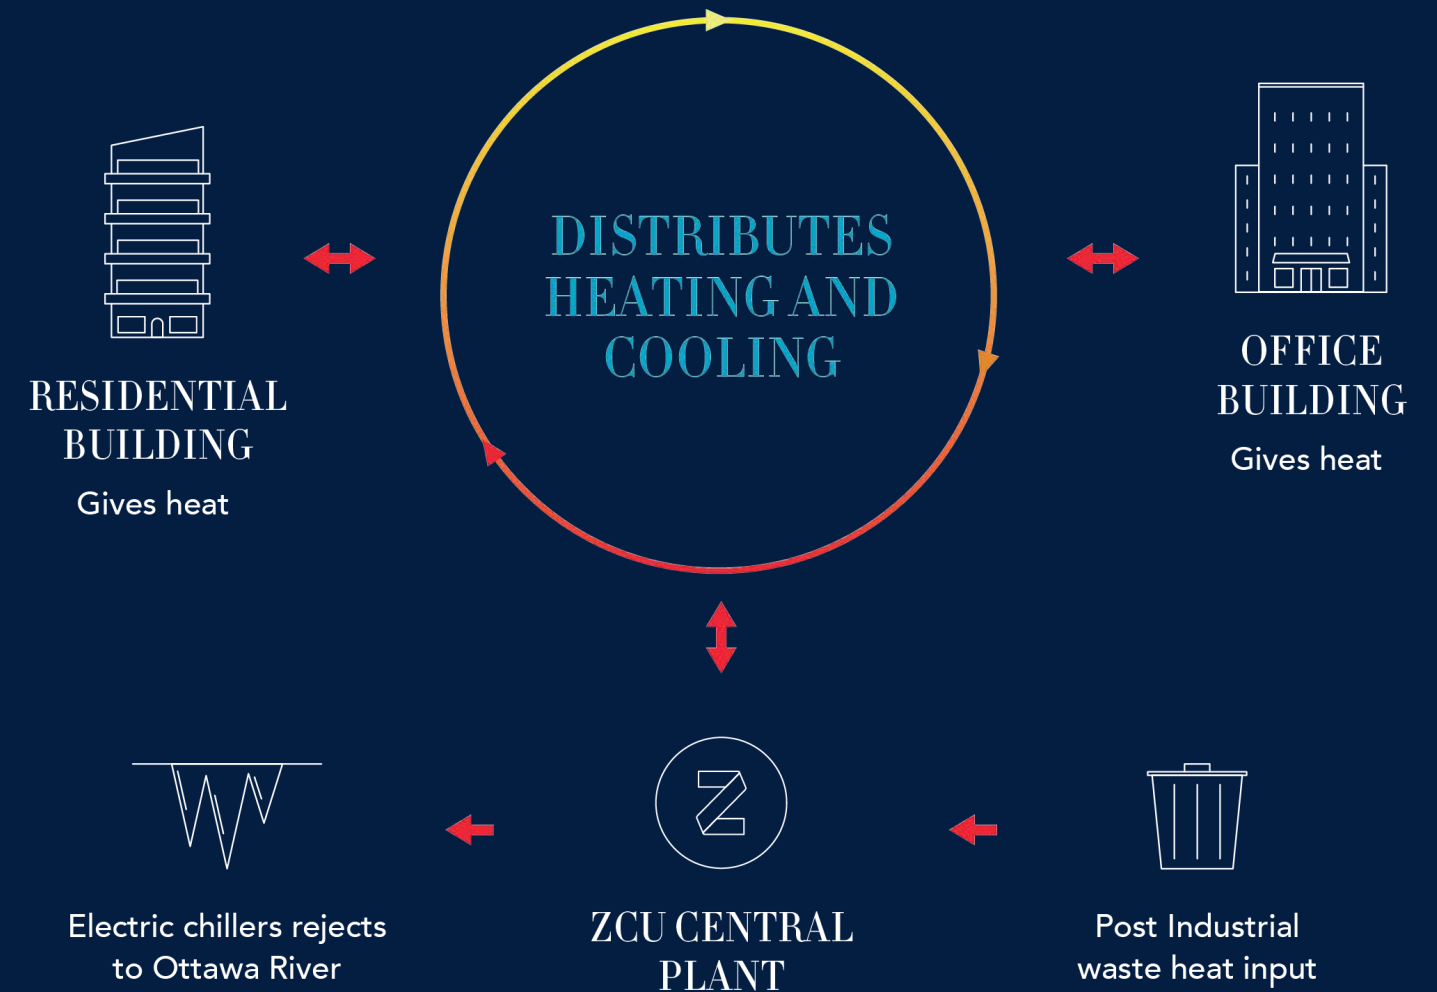 DISTRIBUTES
HEATING AND
COOLING
RESIDENTIAL
BUILDING
Gives heat
OFFICE
BUILDING
Gives heat
Electric chillers rejects
to Ottawa River
Z
ZCU CENTRAL
PLANT
Post Industrial
waste heat input